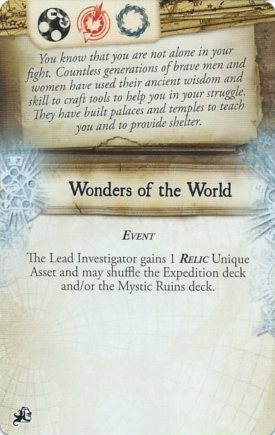 You know that you are not alone in your
fight. Countless generations of brave men and
women have used their ancient wisdom and
skill to craft tools to help you in your struggle.
They have built palaces and temples to teach
you and to provide shelter.
Wonders of the World
EVENT
The Lead Investigator gains 1 RELIC Unique
Asset and may shuffle the Expedition deck
and/or the Mystic Ruins deck.